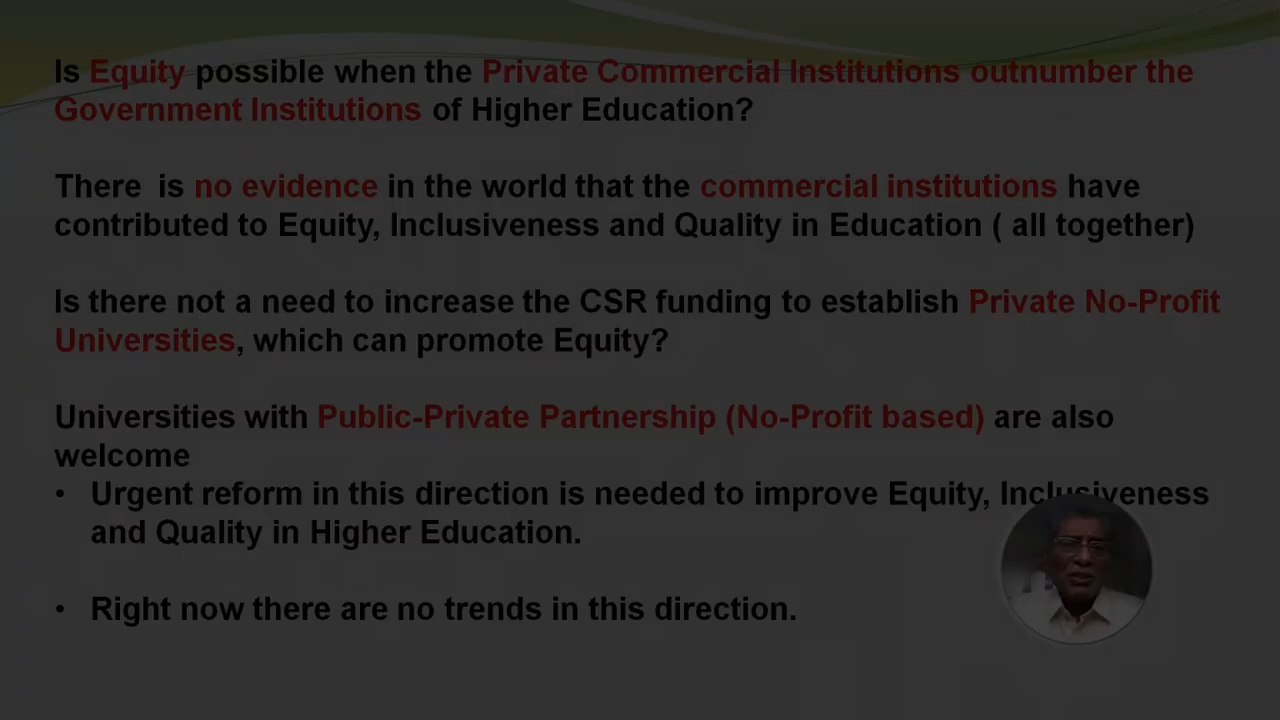 Is Equity possible when the Private Commercial Institutions outnumber the
Government Institutions of Higher Education?
There is no evidence in the world that the commercial institutions have
contributed to Equity, Inclusiveness and Quality in Education ( all together)
Is there not a need to increase the CSR funding to establish Private No-Profit
Universities, which can promote Equity?
Universities with Public-Private Partnership (No-Profit based) are also
welcome
• Urgent reform in this direction is needed to improve Equity, Inclusiveness
and Quality in Higher Education.
• Right now there are no trends in this direction.